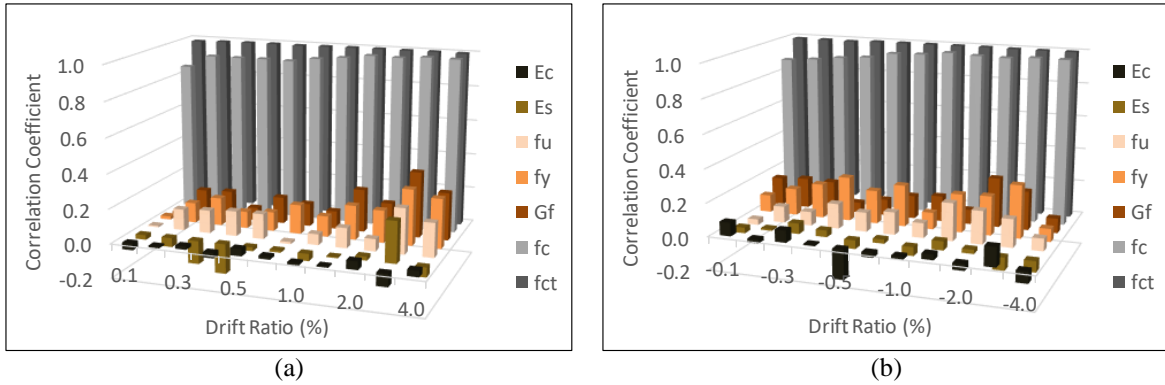 Correlation Coefficient
1.0
0.8
0.6
0.4
0.2
0.0
-0.2
0.1
0.3
0.5
1.0
2.0
4.0
Drift Ratio (%)
Ec
Es
fu
fy
Gf
fc
fct
(a)
Correlation Coefficient
1.0
0.8
0.6
0.4
0.2
0.0
-0.2
-0.1
-0.3
-0.5
-1.0
-2.0
-4.0
Drift Ratio (%)
Ec
Es
fu
fy
Gf
fc
fct
(b)